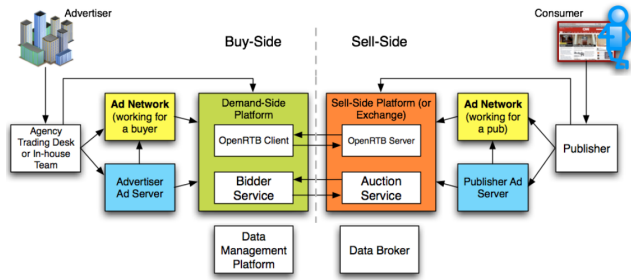 Advertiser
Consumer
Buy-Side
Sell-Side
Agency
Trading Desk
or In-house
Team
Ad Network
(working for
a buyer)
Advertiser
Ad Server
Demand-Side
Platform
OpenRTB Client
Bidder
Service
Sell-Side Platform (or
Exchange)
OpenRTB Server
Auction
Service
Ad Network
(working for
a pub)
Publisher Ad
Server
Publisher
Data
Management
Platform
Data Broker